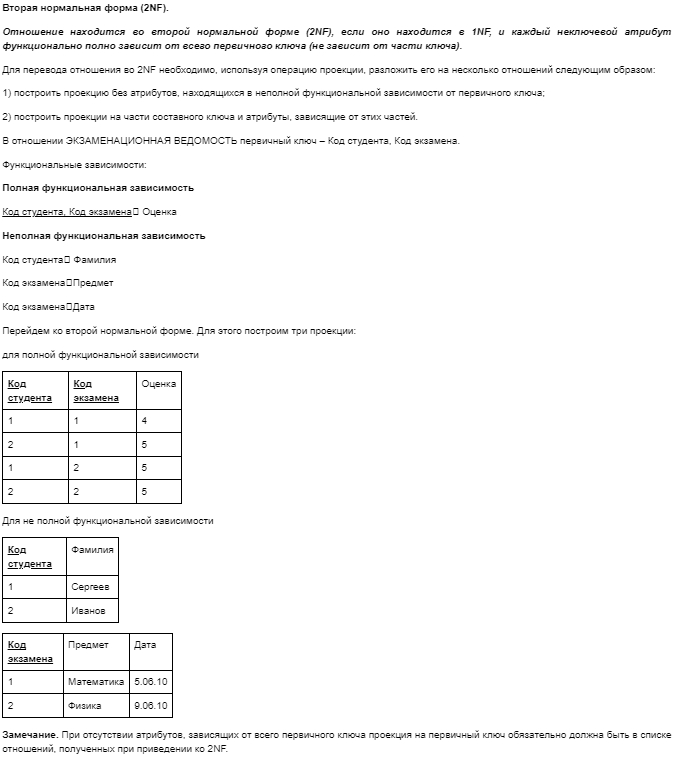 Вторая нормальная форма (2NF).
Отношение находится во второй нормальной форме (2NF), если оно находится в 1NF, и каждый неключевой атрибут
функционально полно зависит от всего первичного ключа (не зависит от части ключа).
Для перевода отношения во 2NF необходимо, используя операцию проекции, разложить его на несколько отношений следующим образом:
1) построить проекцию без атрибутов, находящихся в неполной функциональной зависимости от первичного ключа;
2) построить проекции на части составного ключа и атрибуты, зависящие от этих частей.
В отношении ЭКЗАМЕНАЦИОННАЯ ВЕДОМОСТЬ первичный ключ – Код студента, Код экзамена.
Функциональные зависимости:
Полная функциональная зависимость
Код студента, Код экзамена▯ Оценка
Неполная функциональная зависимость
Код студента▯ Фамилия
Код экзамена▯Предмет
Код экзамена▯Дата
Перейдем ко второй нормальной форме. Для этого построим три проекции:
для полной функциональной зависимости
Код студента Код экзамена Оценка
1 1 4
2 1 5
1 2 5
2 2 5
Для не полной функциональной зависимости
Код студента Фамилия
1 Сергеев
2 Иванов
Код экзамена Предмет Дата
1 Математика 5.06.10
2 Физика 9.06.10
Замечание. При отсутствии атрибутов, зависящих от всего первичного ключа проекция на первичный ключ обязательно должна быть в списке
отношений, полученных при приведении ко 2NF.